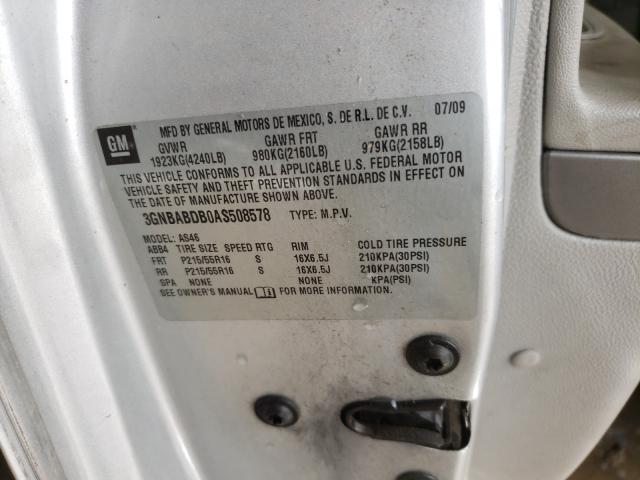 GM
MFD BY GENERAL MOTORS DE MEXICO, S. DE R.L. DE C.V. 07/09
GVWR GAWR FRT GAWR RR
1923KG(4240LB) 980KG(2160LB) 979KG(2158LB)
THIS VEHICLE CONFORMS TO ALL APPLICABLE U.S. FEDERAL MOTOR
VEHICLE SAFETY AND THEFT PREVENTION STANDARDS IN EFFECT ON
THE DATE OF MANUFACTURE SHOWN ABOVE.
3GNBABDB0AS508578 TYPE: M.P.V.
MODEL: AS46
ABB4 TIRE SIZE SPEED RTG RIM COLD TIRE PRESSURE
FRT P215/55R16 S 16X6.5J 210KPA(30PSI)
RR P215/55R16 S 16X6.5J 210KPA(30PSI)
SPA NONE NONE KPA(PSI)
SEE OWNER'S MANUAL FOR MORE INFORMATION.